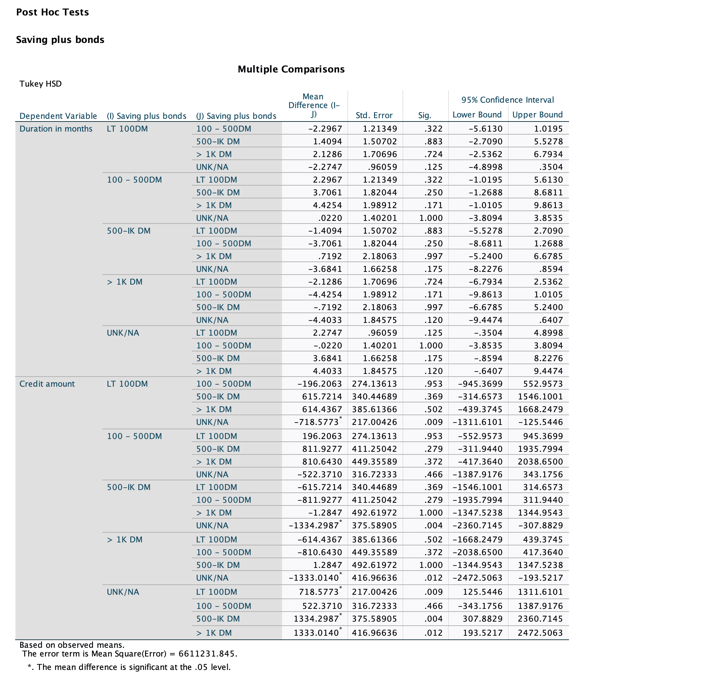 Post Hoc Tests
Saving plus bonds
Multiple Comparisons
Tukey HSD
Dependent Variable (I) Saving plus bonds (J) Saving plus bonds Mean Difference (I-J) Std. Error Sig. 95% Confidence Interval Lower Bound Upper Bound
Duration in months LT 100DM 100 - 500DM -2.2967 1.21349 .322 -5.6130 1.0195
500-IK DM 1.4094 1.50702 .883 -2.7090 5.5278
> 1K DM 2.1286 1.70696 .724 -2.5362 6.7934
UNK/NA -2.2747 .96059 .125 -4.8998 .3504
100 - 500DM LT 100DM 2.2967 1.21349 .322 -1.0195 5.6130
500-IK DM 3.7061 1.82044 .250 -1.2688 8.6811
> 1K DM 4.4254 1.98912 .171 -1.0105 9.8613
UNK/NA .0220 1.40201 1.000 -3.8094 3.8535
500-IK DM LT 100DM -1.4094 1.50702 .883 -5.5278 2.7090
100 - 500DM -3.7061 1.82044 .250 -8.6811 1.2688
> 1K DM .7192 2.18063 .997 -5.2400 6.6785
UNK/NA -3.6841 1.66258 .175 -8.2276 .8594
> 1K DM LT 100DM -2.1286 1.70696 .724 -6.7934 2.5362
100 - 500DM -4.4254 1.98912 .171 -9.8613 1.0105
500-IK DM -.7192 2.18063 .997 -6.6785 5.2400
UNK/NA -4.4033 1.84575 .120 -9.4474 .6407
UNK/NA LT 100DM 2.2747 .96059 .125 -.3504 4.8998
100 - 500DM -.0220 1.40201 1.000 -3.8535 3.8094
500-IK DM 3.6841 1.66258 .175 -.8594 8.2276
> 1K DM 4.4033 1.84575 .120 -.6407 9.4474
Credit amount LT 100DM 100 - 500DM -196.2063 274.13613 .953 -945.3699 552.9573
500-IK DM 615.7214 340.44689 .369 -314.6573 1546.1001
> 1K DM 614.4367 385.61366 .502 -439.3745 1668.2479
UNK/NA -718.5773* 217.00426 .009 -1311.6101 -125.5446
100 - 500DM LT 100DM 196.2063 274.13613 .953 -552.9573 945.3699
500-IK DM 811.9277 411.25042 .279 -311.9440 1935.7994
> 1K DM 810.6430 449.35589 .372 -417.3640 2038.6500
UNK/NA -522.3710 316.72333 .466 -1387.9176 343.1756
500-IK DM LT 100DM -615.7214 340.44689 .369 -1546.1001 314.6573
100 - 500DM -811.9277 411.25042 .279 -1935.7994 311.9440
> 1K DM -1.2847 492.61972 1.000 -1347.5238 1344.9543
UNK/NA -1334.2987* 375.58905 .004 -2360.7145 -307.8829
> 1K DM LT 100DM -614.4367 385.61366 .502 -1668.2479 439.3745
100 - 500DM -810.6430 449.35589 .372 -2038.6500 417.3640
500-IK DM 1.2847 492.61972 1.000 -1344.9543 1347.5238
UNK/NA -1333.0140* 416.96636 .012 -2472.5063 -193.5217
UNK/NA LT 100DM 718.5773* 217.00426 .009 125.5446 1311.6101
100 - 500DM 522.3710 316.72333 .466 -343.1756 1387.9176
500-IK DM 1334.2987* 375.58905 .004 307.8829 2360.7145
> 1K DM 1333.0140* 416.96636 .012 193.5217 2472.5063
Based on observed means.
The error term is Mean Square(Error) = 6611231.845.
*. The mean difference is significant at the .05 level.